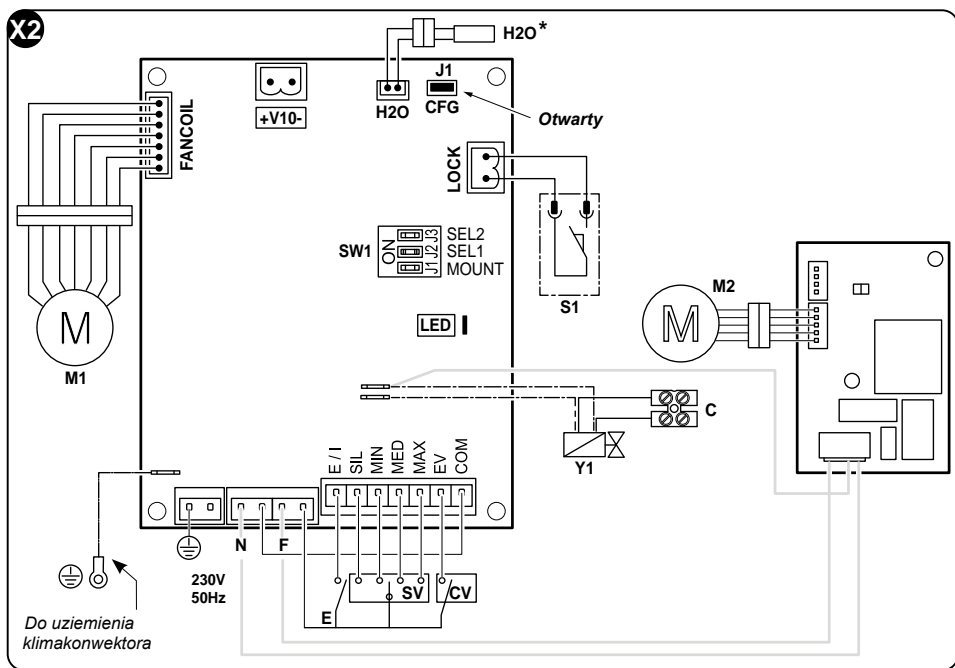 X2
H2O*
J1
H2O
CFG
+V10-
Otwarty
FANCOIL
LOCK
SW1
ON
J3 SEL2
J2 SEL1
J1 MOUNT
S1
M2
M
M
M1
LED
C
Y1
E / I
SIL
MIN
MED
MAX
EV
COM
N
F
230V
50Hz
E
SV
CV
Do uziemienia
klimakonwektora